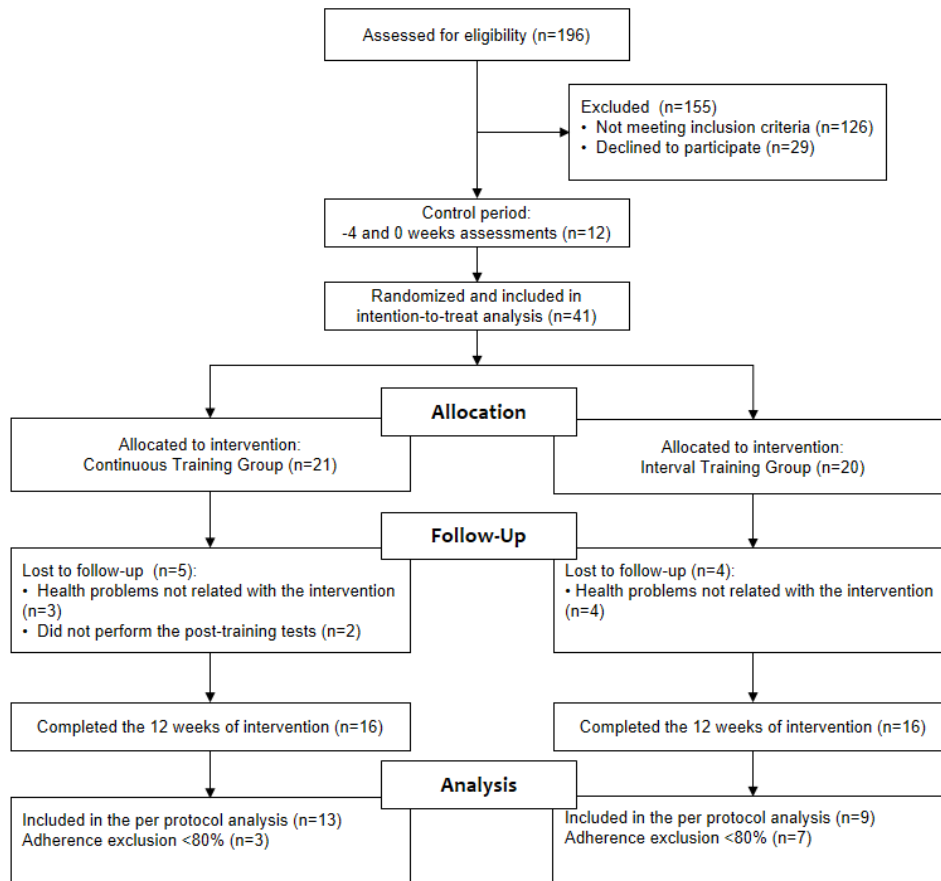 Assessed for eligibility (n=196)
Excluded  (n=155)
• Not meeting inclusion criteria (n=126)
• Declined to participate (n=29)
Control period:
-4 and 0 weeks assessments (n=12)
Randomized and included in
intention-to-treat analysis (n=41)
Allocation
Allocated to intervention:
Continuous Training Group (n=21)
Allocated to intervention:
Interval Training Group (n=20)
Follow-Up
Lost to follow-up  (n=5):
• Health problems not related with the intervention
(n=3)
• Did not perform the post-training tests (n=2)
Lost to follow-up (n=4):
• Health problems not related with the intervention
(n=4)
Completed the 12 weeks of intervention (n=16)
Completed the 12 weeks of intervention (n=16)
Analysis
Included in the per protocol analysis (n=13)
Adherence exclusion <80% (n=3)
Included in the per protocol analysis (n=9)
Adherence exclusion <80% (n=7)